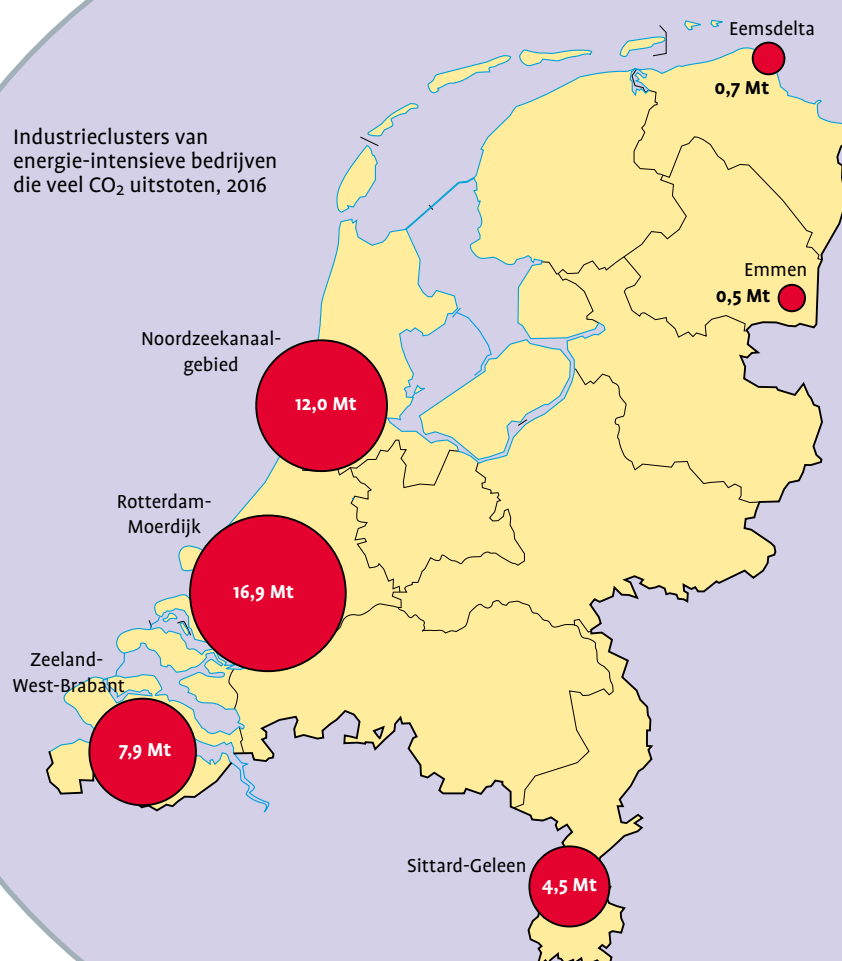 Industrieclusters van
energie-intensieve bedrijven
die veel CO₂ uitstoten, 2016
Eemsdelta
0,7 Mt
Emmen
0,5 Mt
Noordzeekanaal-
gebied
12,0 Mt
Rotterdam-
Moerdijk
16,9 Mt
Zeeland-
West-Brabant
7,9 Mt
Sittard-Geleen
4,5 Mt